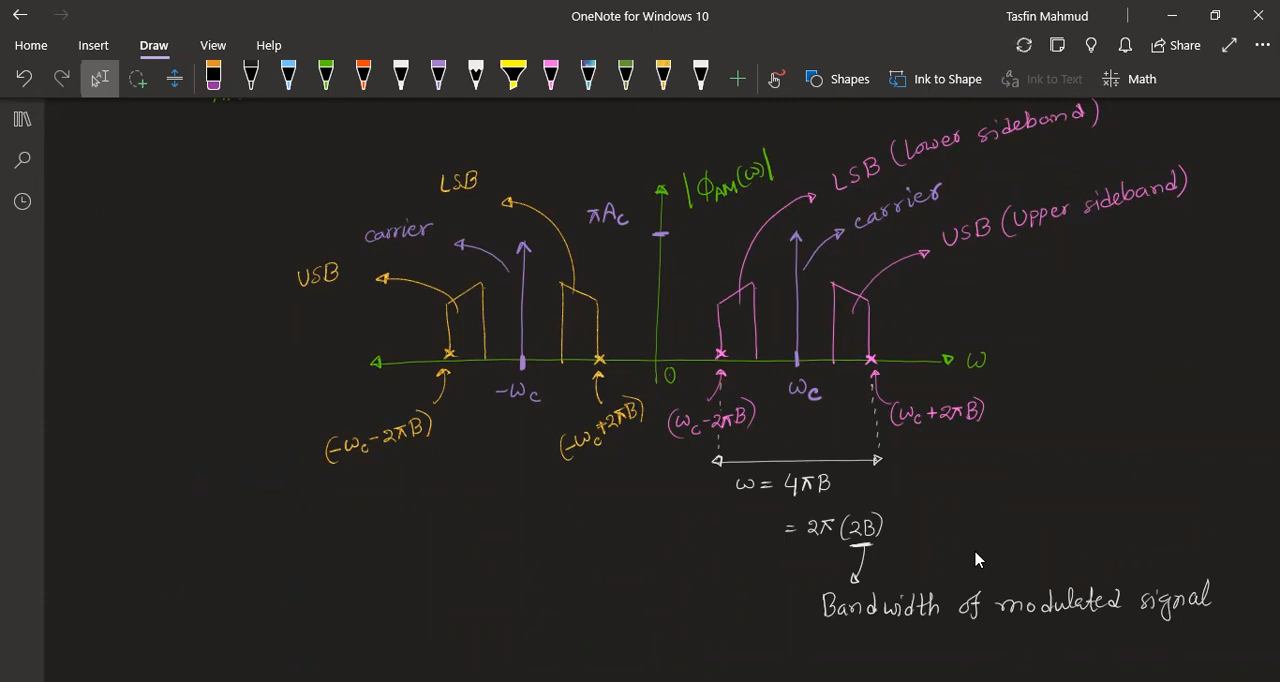 OneNote for Windows 10
Tasfin Mahmud
Home Insert Draw View Help
Share
Shapes
Ink to Shape
Ink to Text
Math
LSB (Lower sideband)
|ΦAM(ω)|
LSB
πAc
carrier
carrier
USB (Upper sideband)
USB
ω
0
-ωc
ωc
(-ωc-2πB)
(-ωc+2πB)
(ωc-2πB)
(ωc+2πB)
ω = 4πB
= 2π(2B)
Bandwidth of modulated signal